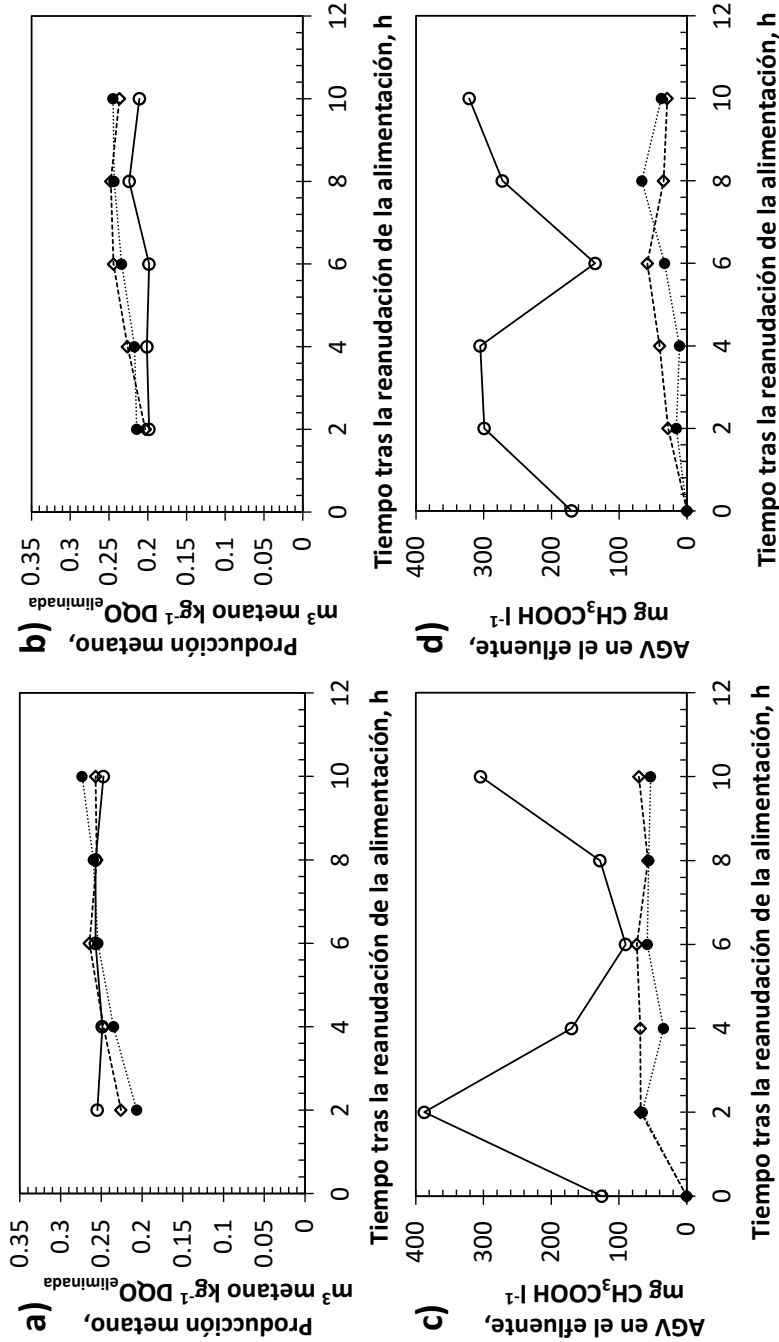 a)
Producción metano,
m³ metano kg⁻¹ DQOeliminada
0.35
0.3
0.25
0.2
0.15
0.1
0.05
0
0 2 4 6 8 10 12
Tiempo tras la reanudación de la alimentación, h
b)
Producción metano,
m³ metano kg⁻¹ DQOeliminada
0.35
0.3
0.25
0.2
0.15
0.1
0.05
0
0 2 4 6 8 10 12
Tiempo tras la reanudación de la alimentación, h
c)
AGV en el efluente,
mg CH₃COOH l⁻¹
400
300
200
100
0
0 2 4 6 8 10 12
Tiempo tras la reanudación de la alimentación, h
d)
AGV en el efluente,
mg CH₃COOH l⁻¹
400
300
200
100
0
0 2 4 6 8 10 12
Tiempo tras la reanudación de la alimentación, h